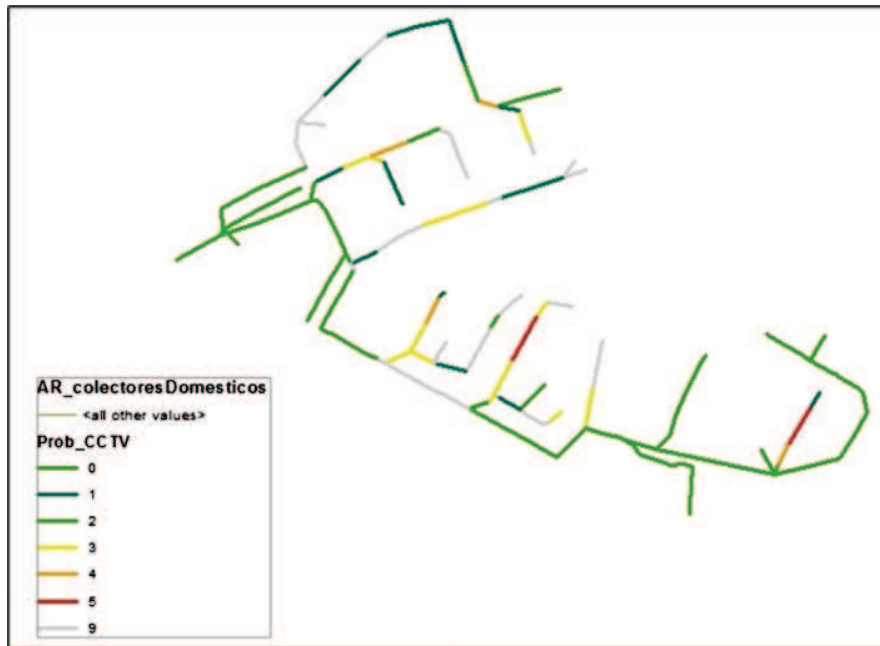 AR_colectoresDomesticos
<all other values>
Prob_CCTV
0
1
2
3
4
5
9